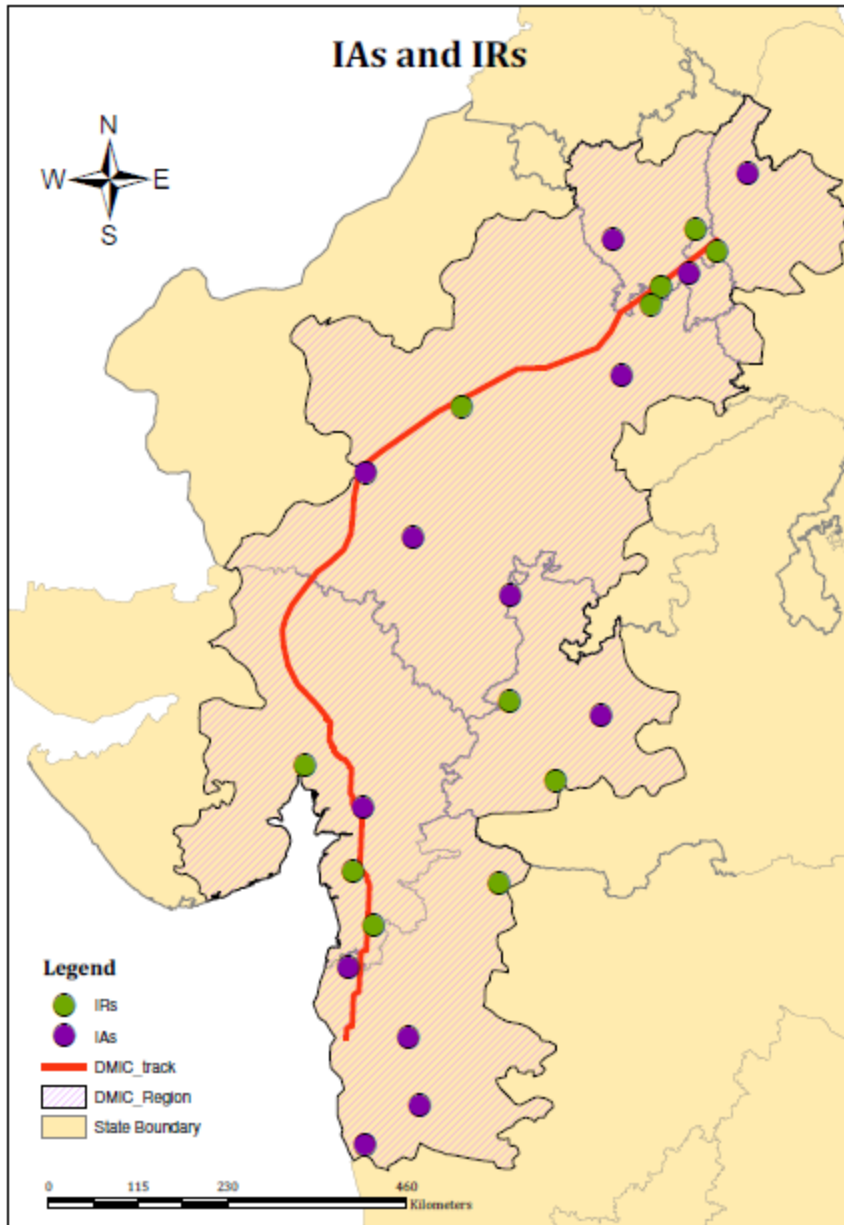 IAs and IRs
N
W E
S
Legend
IRs
IAs
DMIC_track
DMIC_Region
State Boundary
0 115 230 460
Kilometers